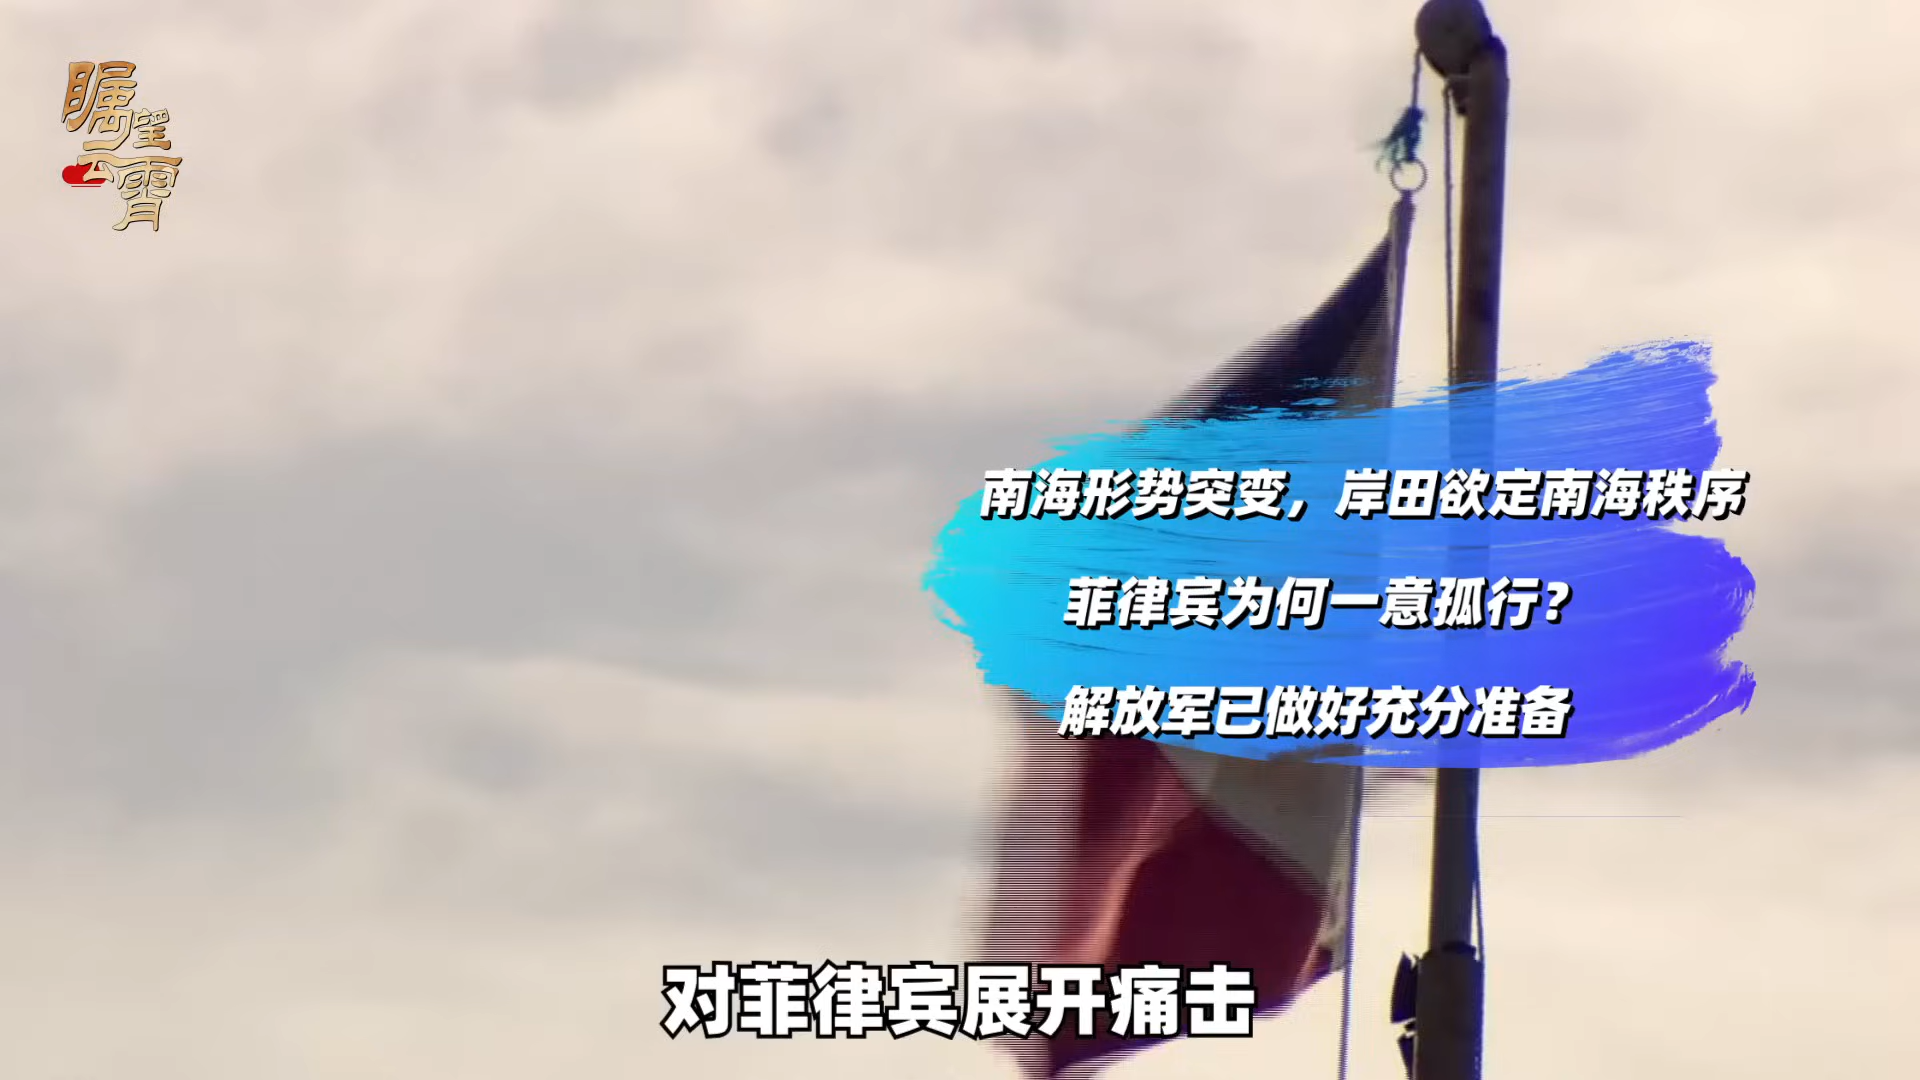 瞩望云霄
南海形势突变，岸田欲定南海秩序
菲律宾为何一意孤行？
解放军已做好充分准备
对菲律宾展开痛击